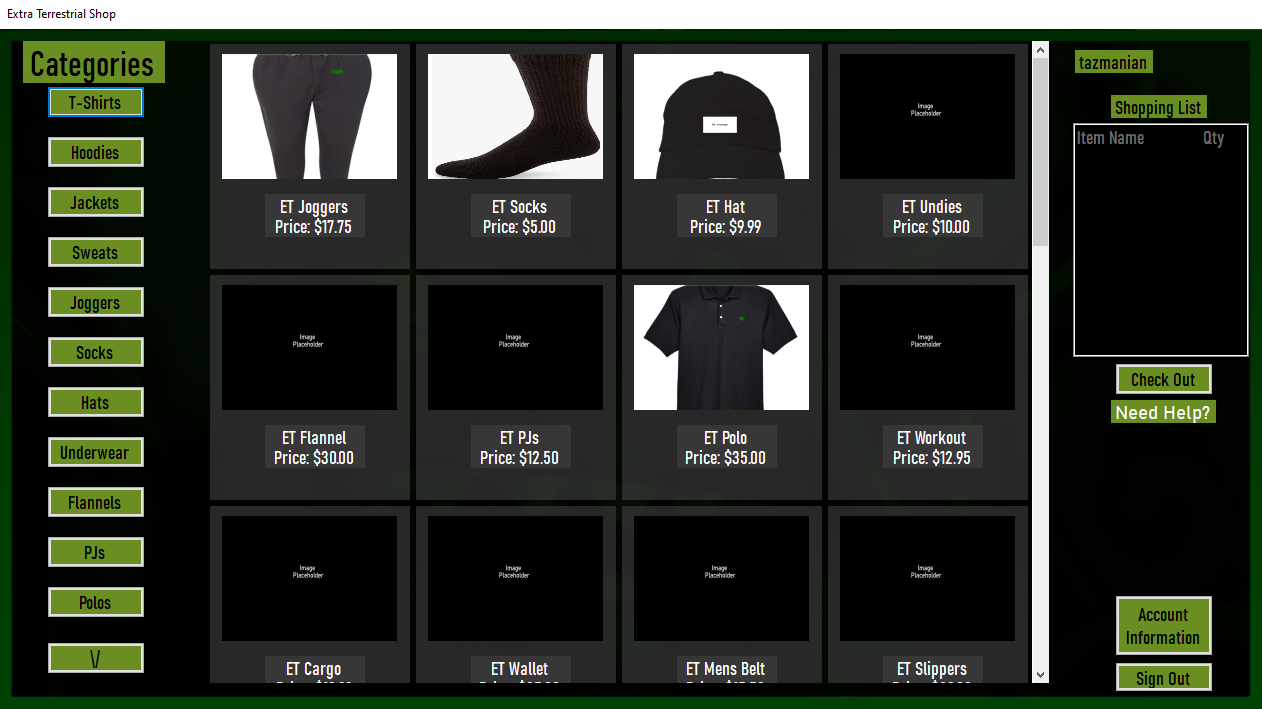 Extra Terrestrial Shop
Categories
T-Shirts
Hoodies
Jackets
Sweats
Joggers
Socks
Hats
Underwear
Flannels
PJs
Polos
\/
ET Joggers
Price: $17.75
ET Socks
Price: $5.00
ET Hat
Price: $9.99
Image
Placeholder
ET Undies
Price: $10.00
Image
Placeholder
ET Flannel
Price: $30.00
Image
Placeholder
ET PJs
Price: $12.50
ET Polo
Price: $35.00
Image
Placeholder
ET Workout
Price: $12.95
Image
Placeholder
ET Cargo
Image
Placeholder
ET Wallet
Image
Placeholder
ET Mens Belt
Image
Placeholder
ET Slippers
tazmanian
Shopping List
Item Name Qty
Check Out
Need Help?
Account
Information
Sign Out